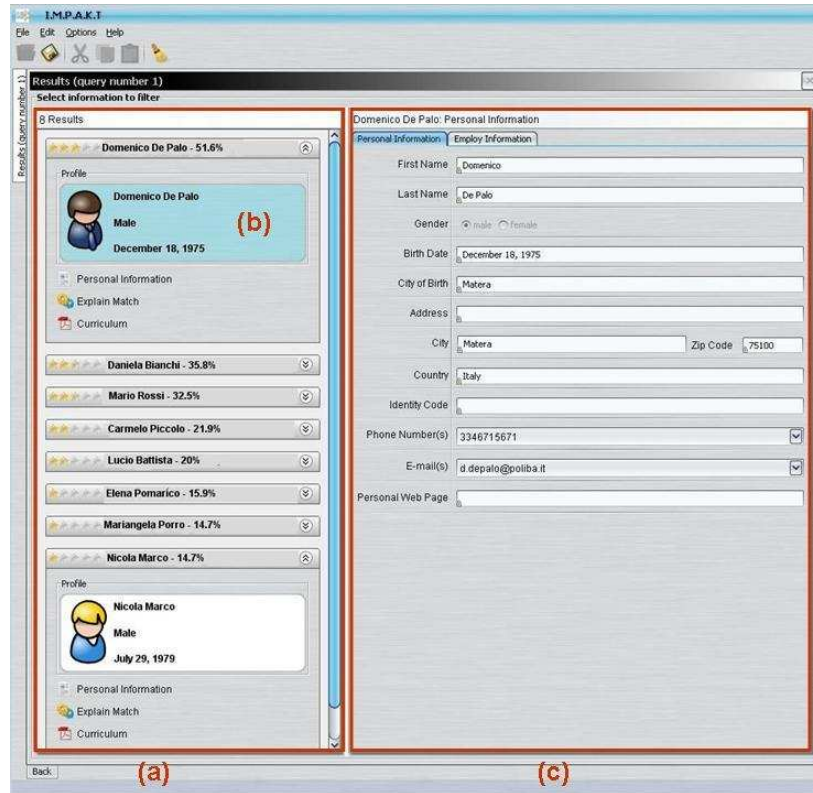 I.M.P.A.K.T
File Edit Options Help
Results (query number 1)
Results (query number 1)
Select information to filter
8 Results
Domenico De Palo - 51.6%
Profile
Domenico De Palo
Male
December 18, 1975
(b)
Personal Information
Explain Match
Curriculum
Daniela Bianchi - 35.8%
Mario Rossi - 32.5%
Carmelo Piccolo - 21.9%
Lucio Battista - 20%
Elena Pomarico - 15.9%
Mariangela Porro - 14.7%
Nicola Marco - 14.7%
Profile
Nicola Marco
Male
July 29, 1979
Personal Information
Explain Match
Curriculum
Domenico De Palo: Personal Information
Personal Information Employ Information
First Name Domenico
Last Name De Palo
Gender male female
Birth Date December 18, 1975
City of Birth Matera
Address
City Matera Zip Code 75100
Country Italy
Identity Code
Phone Number(s) 3346715671
E-mail(s) d.depalo@poliba.it
Personal Web Page
Back
(a) (c)